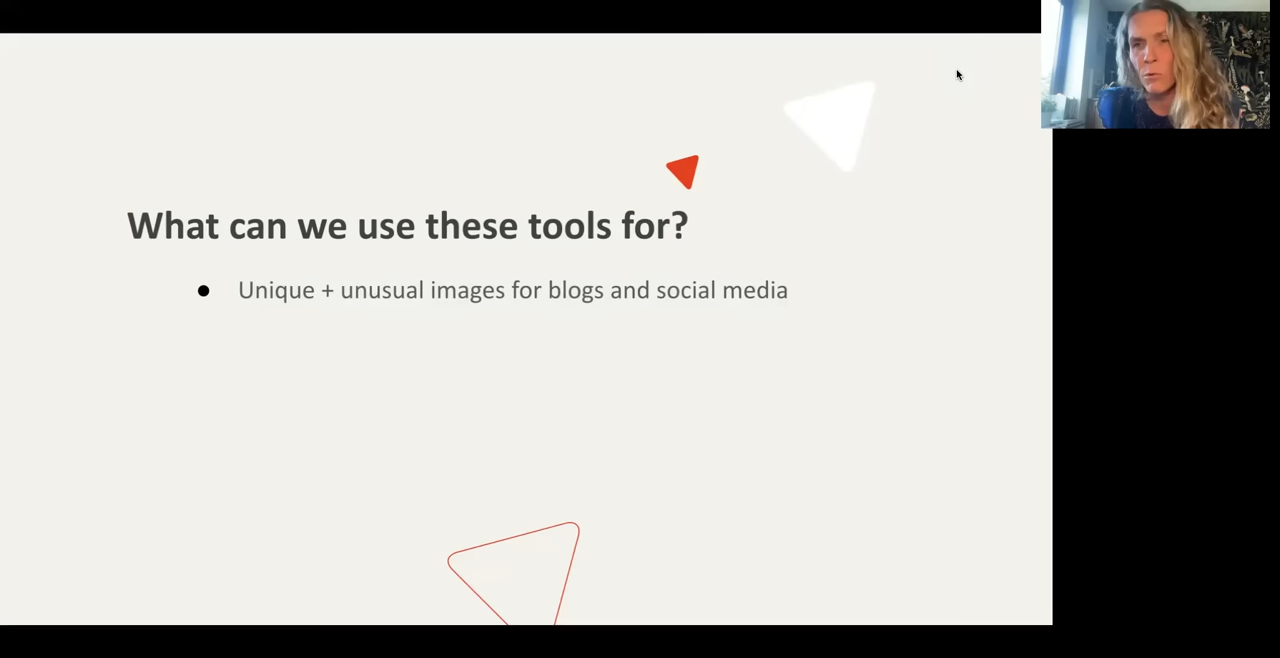 What can we use these tools for?
● Unique + unusual images for blogs and social media